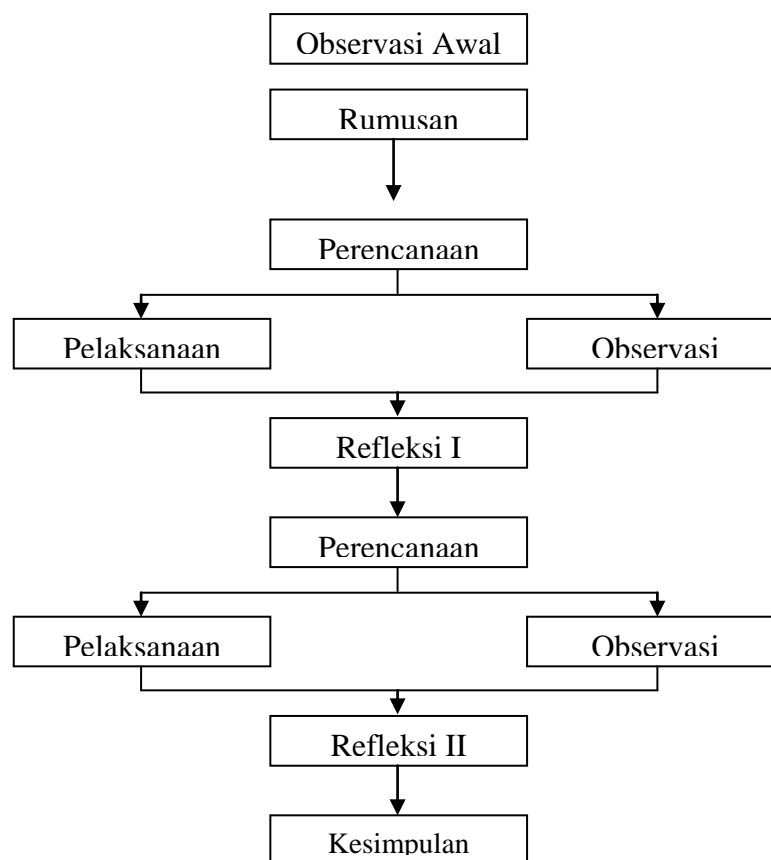 Observasi Awal
Rumusan
Perencanaan
Pelaksanaan
Observasi
Refleksi I
Perencanaan
Pelaksanaan
Observasi
Refleksi II
Kesimpulan